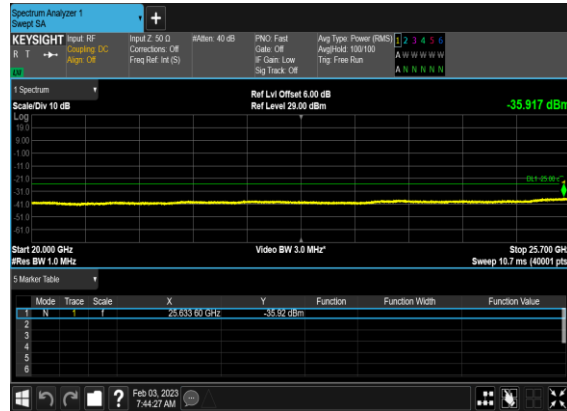 Spectrum Analyzer 1
Swept SA
KEYSIGHT
R T
Input: RF
Coupling: DC
Align: Off
Input Z: 50 Ω
Corrections: Off
Freq Ref: Int (S)
#Atten: 40 dB
PNO: Fast
Gate: Off
IF Gain: Low
Sig Track: Off
Avg Type: Power (RMS)
Avg|Hold: 100/100
Trig: Free Run
1 2 3 4 5 6
A W W W W W
A N N N N N
1 Spectrum
Scale/Div 10 dB
Ref Lvl Offset 6.00 dB
Ref Level 29.00 dBm
-35.917 dBm
Log
19.0
9.00
-1.00
-11.0
-21.0
-31.0
-41.0
-51.0
-61.0
Start 20.000 GHz
#Res BW 1.0 MHz
Video BW 3.0 MHz*
Stop 25.700 GHz
Sweep 10.7 ms (40001 pts
5 Marker Table
Mode Trace Scale X Y Function Function Width Function Value
1 N 1 f 25.633 60 GHz -35.92 dBm
2
3
4
5
6
?
Feb 03, 2023
7:44:27 AM